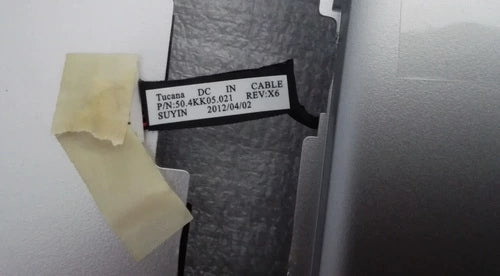 Tucana DC IN CABLE
P/N:50.4KK05.021 REV:X6
SUYIN 2012/04/02